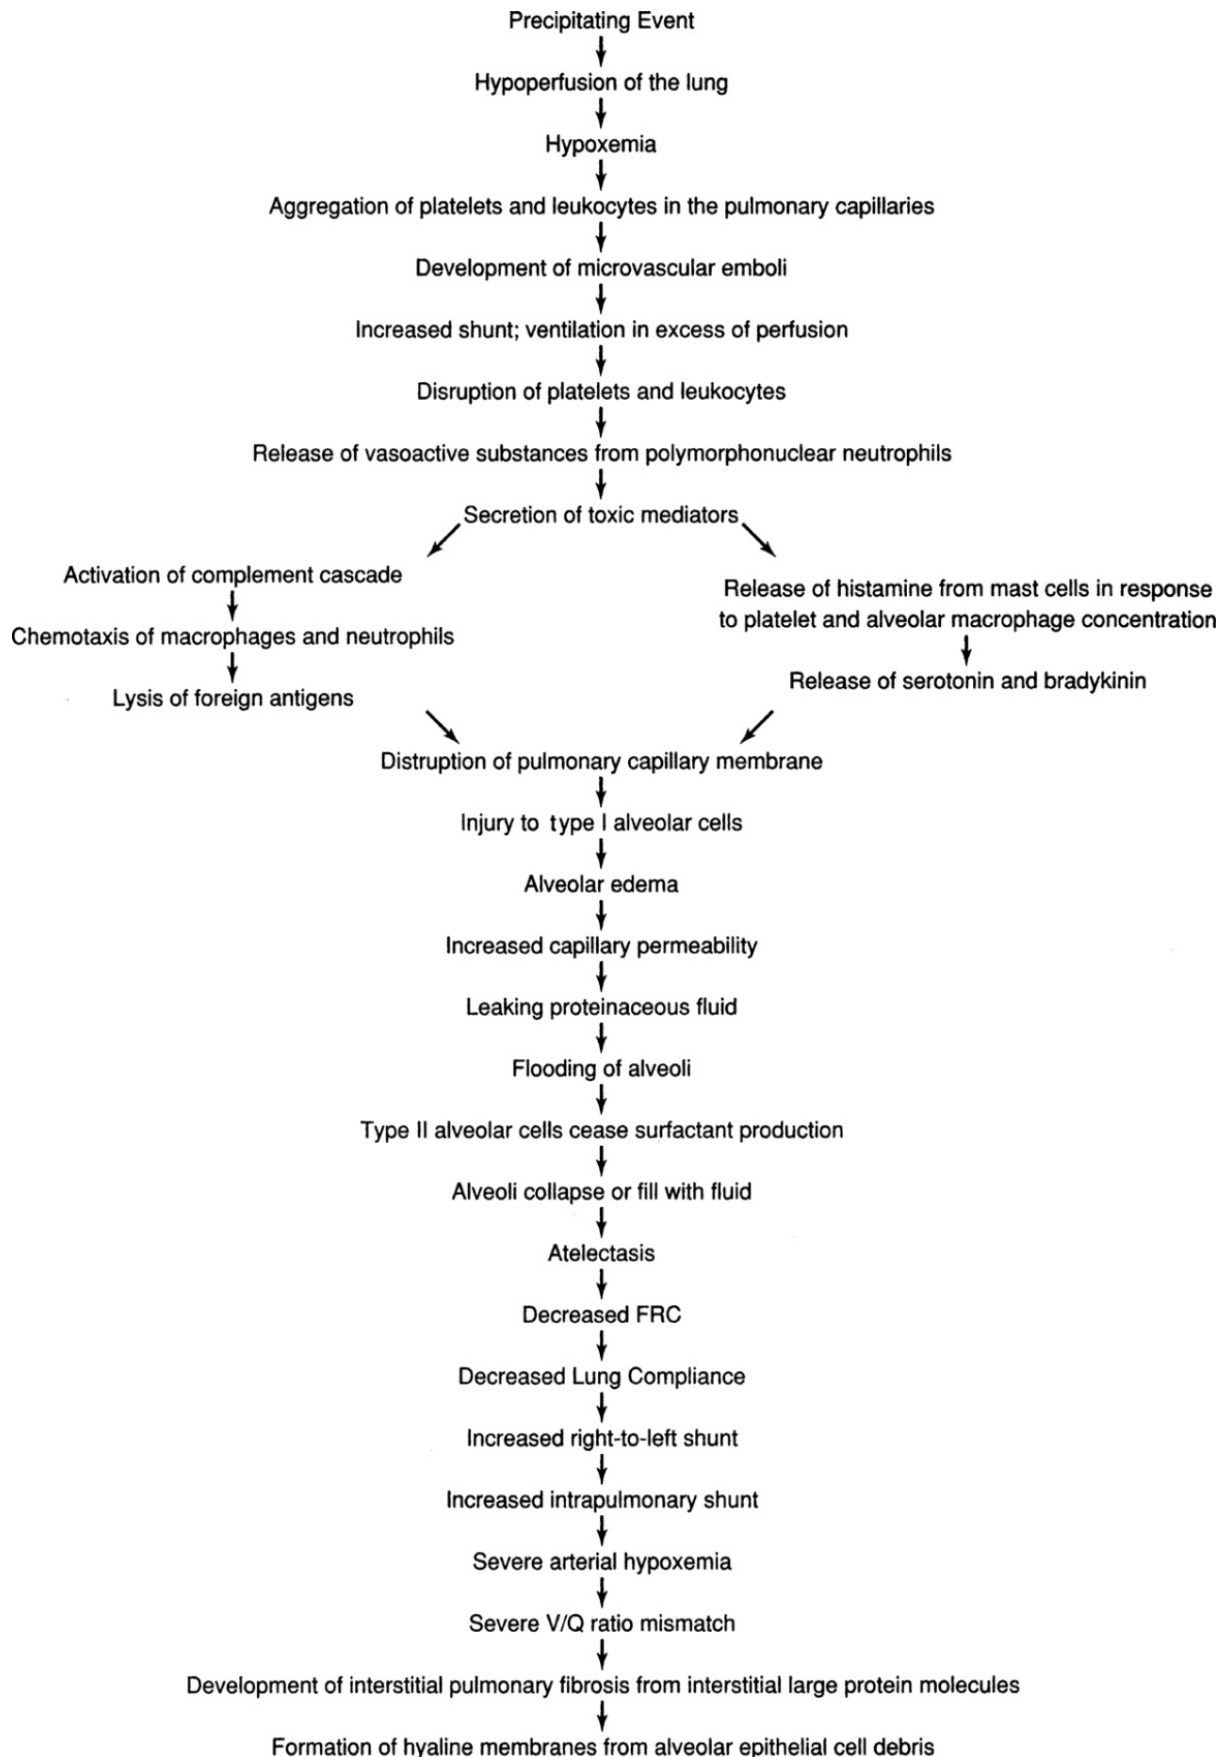 Precipitating Event
Hypoperfusion of the lung
Hypoxemia
Aggregation of platelets and leukocytes in the pulmonary capillaries
Development of microvascular emboli
Increased shunt; ventilation in excess of perfusion
Disruption of platelets and leukocytes
Release of vasoactive substances from polymorphonuclear neutrophils
Secretion of toxic mediators
Activation of complement cascade
Chemotaxis of macrophages and neutrophils
Lysis of foreign antigens
Release of histamine from mast cells in response
to platelet and alveolar macrophage concentration
Release of serotonin and bradykinin
Distruption of pulmonary capillary membrane
Injury to type I alveolar cells
Alveolar edema
Increased capillary permeability
Leaking proteinaceous fluid
Flooding of alveoli
Type II alveolar cells cease surfactant production
Alveoli collapse or fill with fluid
Atelectasis
Decreased FRC
Decreased Lung Compliance
Increased right-to-left shunt
Increased intrapulmonary shunt
Severe arterial hypoxemia
Severe V/Q ratio mismatch
Development of interstitial pulmonary fibrosis from interstitial large protein molecules
Formation of hyaline membranes from alveolar epithelial cell debris